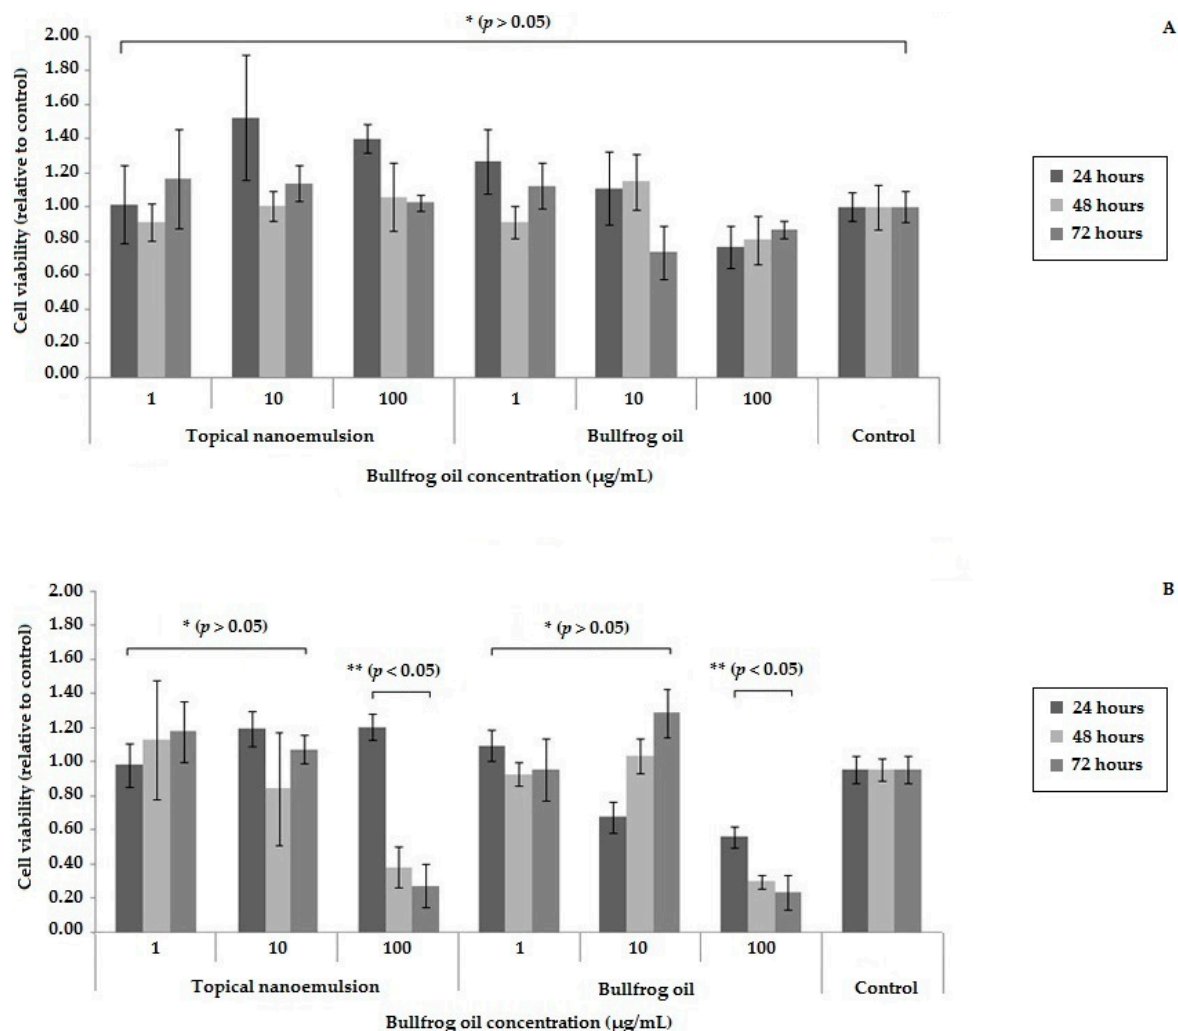 * (p > 0.05)
A
2.00
1.80
1.60
1.40
1.20
1.00
0.80
0.60
0.40
0.20
0.00
Cell viability (relative to control)
24 hours
48 hours
72 hours
1 10 100 1 10 100
Topical nanoemulsion Bullfrog oil Control
Bullfrog oil concentration (µg/mL)
B
2.00
1.80
1.60
1.40
1.20
1.00
0.80
0.60
0.40
0.20
0.00
Cell viability (relative to control)
* (p > 0.05) * (p > 0.05)
** (p < 0.05) ** (p < 0.05)
24 hours
48 hours
72 hours
1 10 100 1 10 100
Topical nanoemulsion Bullfrog oil Control
Bullfrog oil concentration (µg/mL)